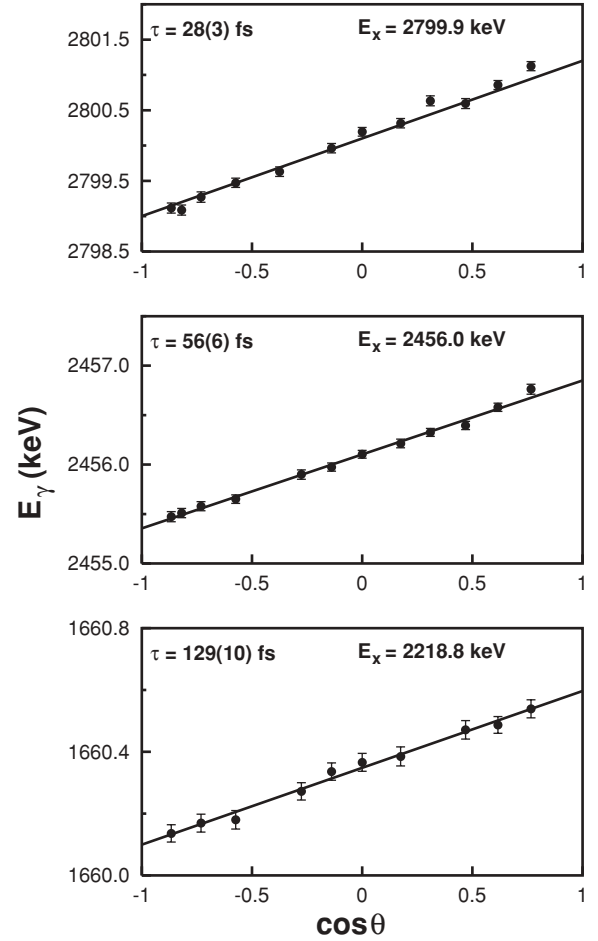 τ = 28(3) fs E_x = 2799.9 keV
2801.5
2800.5
2799.5
2798.5
-1 -0.5 0 0.5 1
τ = 56(6) fs E_x = 2456.0 keV
2457.0
2456.0
2455.0
-1 -0.5 0 0.5 1
E_γ (keV)
τ = 129(10) fs E_x = 2218.8 keV
1660.8
1660.4
1660.0
-1 -0.5 0 0.5 1
cosθ